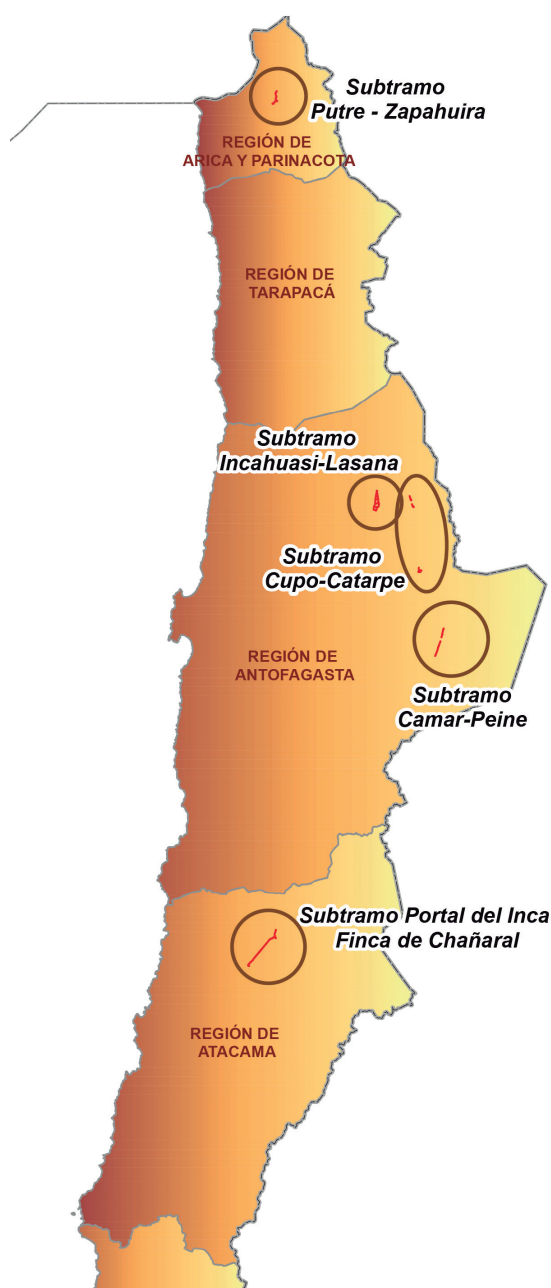 Subtramo
Putre - Zapahuira
REGIÓN DE
ARICA Y PARINACOTA
REGIÓN DE
TARAPACÁ
Subtramo
Incahuasi-Lasana
Subtramo
Cupo-Catarpe
REGIÓN DE
ANTOFAGASTA
Subtramo
Camar-Peine
Subtramo Portal del Inca
Finca de Chañaral
REGIÓN DE
ATACAMA